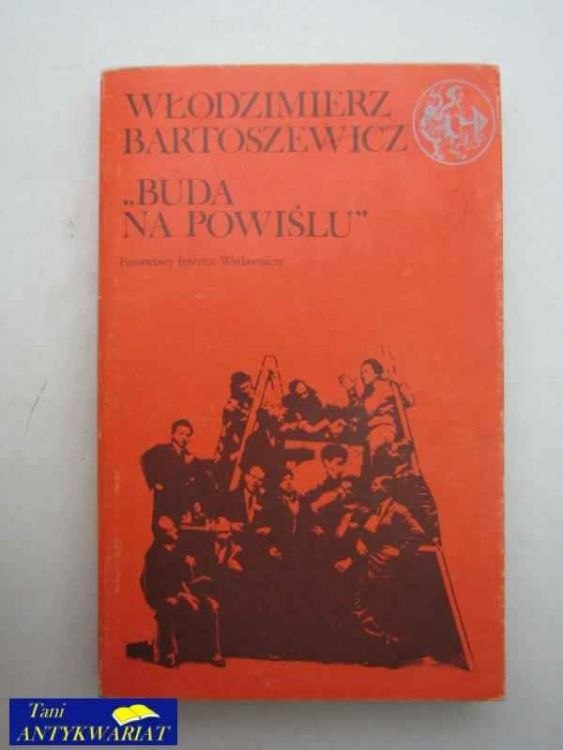 WŁODZIMIERZ
BARTOSZEWICZ
„BUDA
NA POWIŚLU”
Państwowy Instytut Wydawniczy
Tani
ANTYKWARIAT